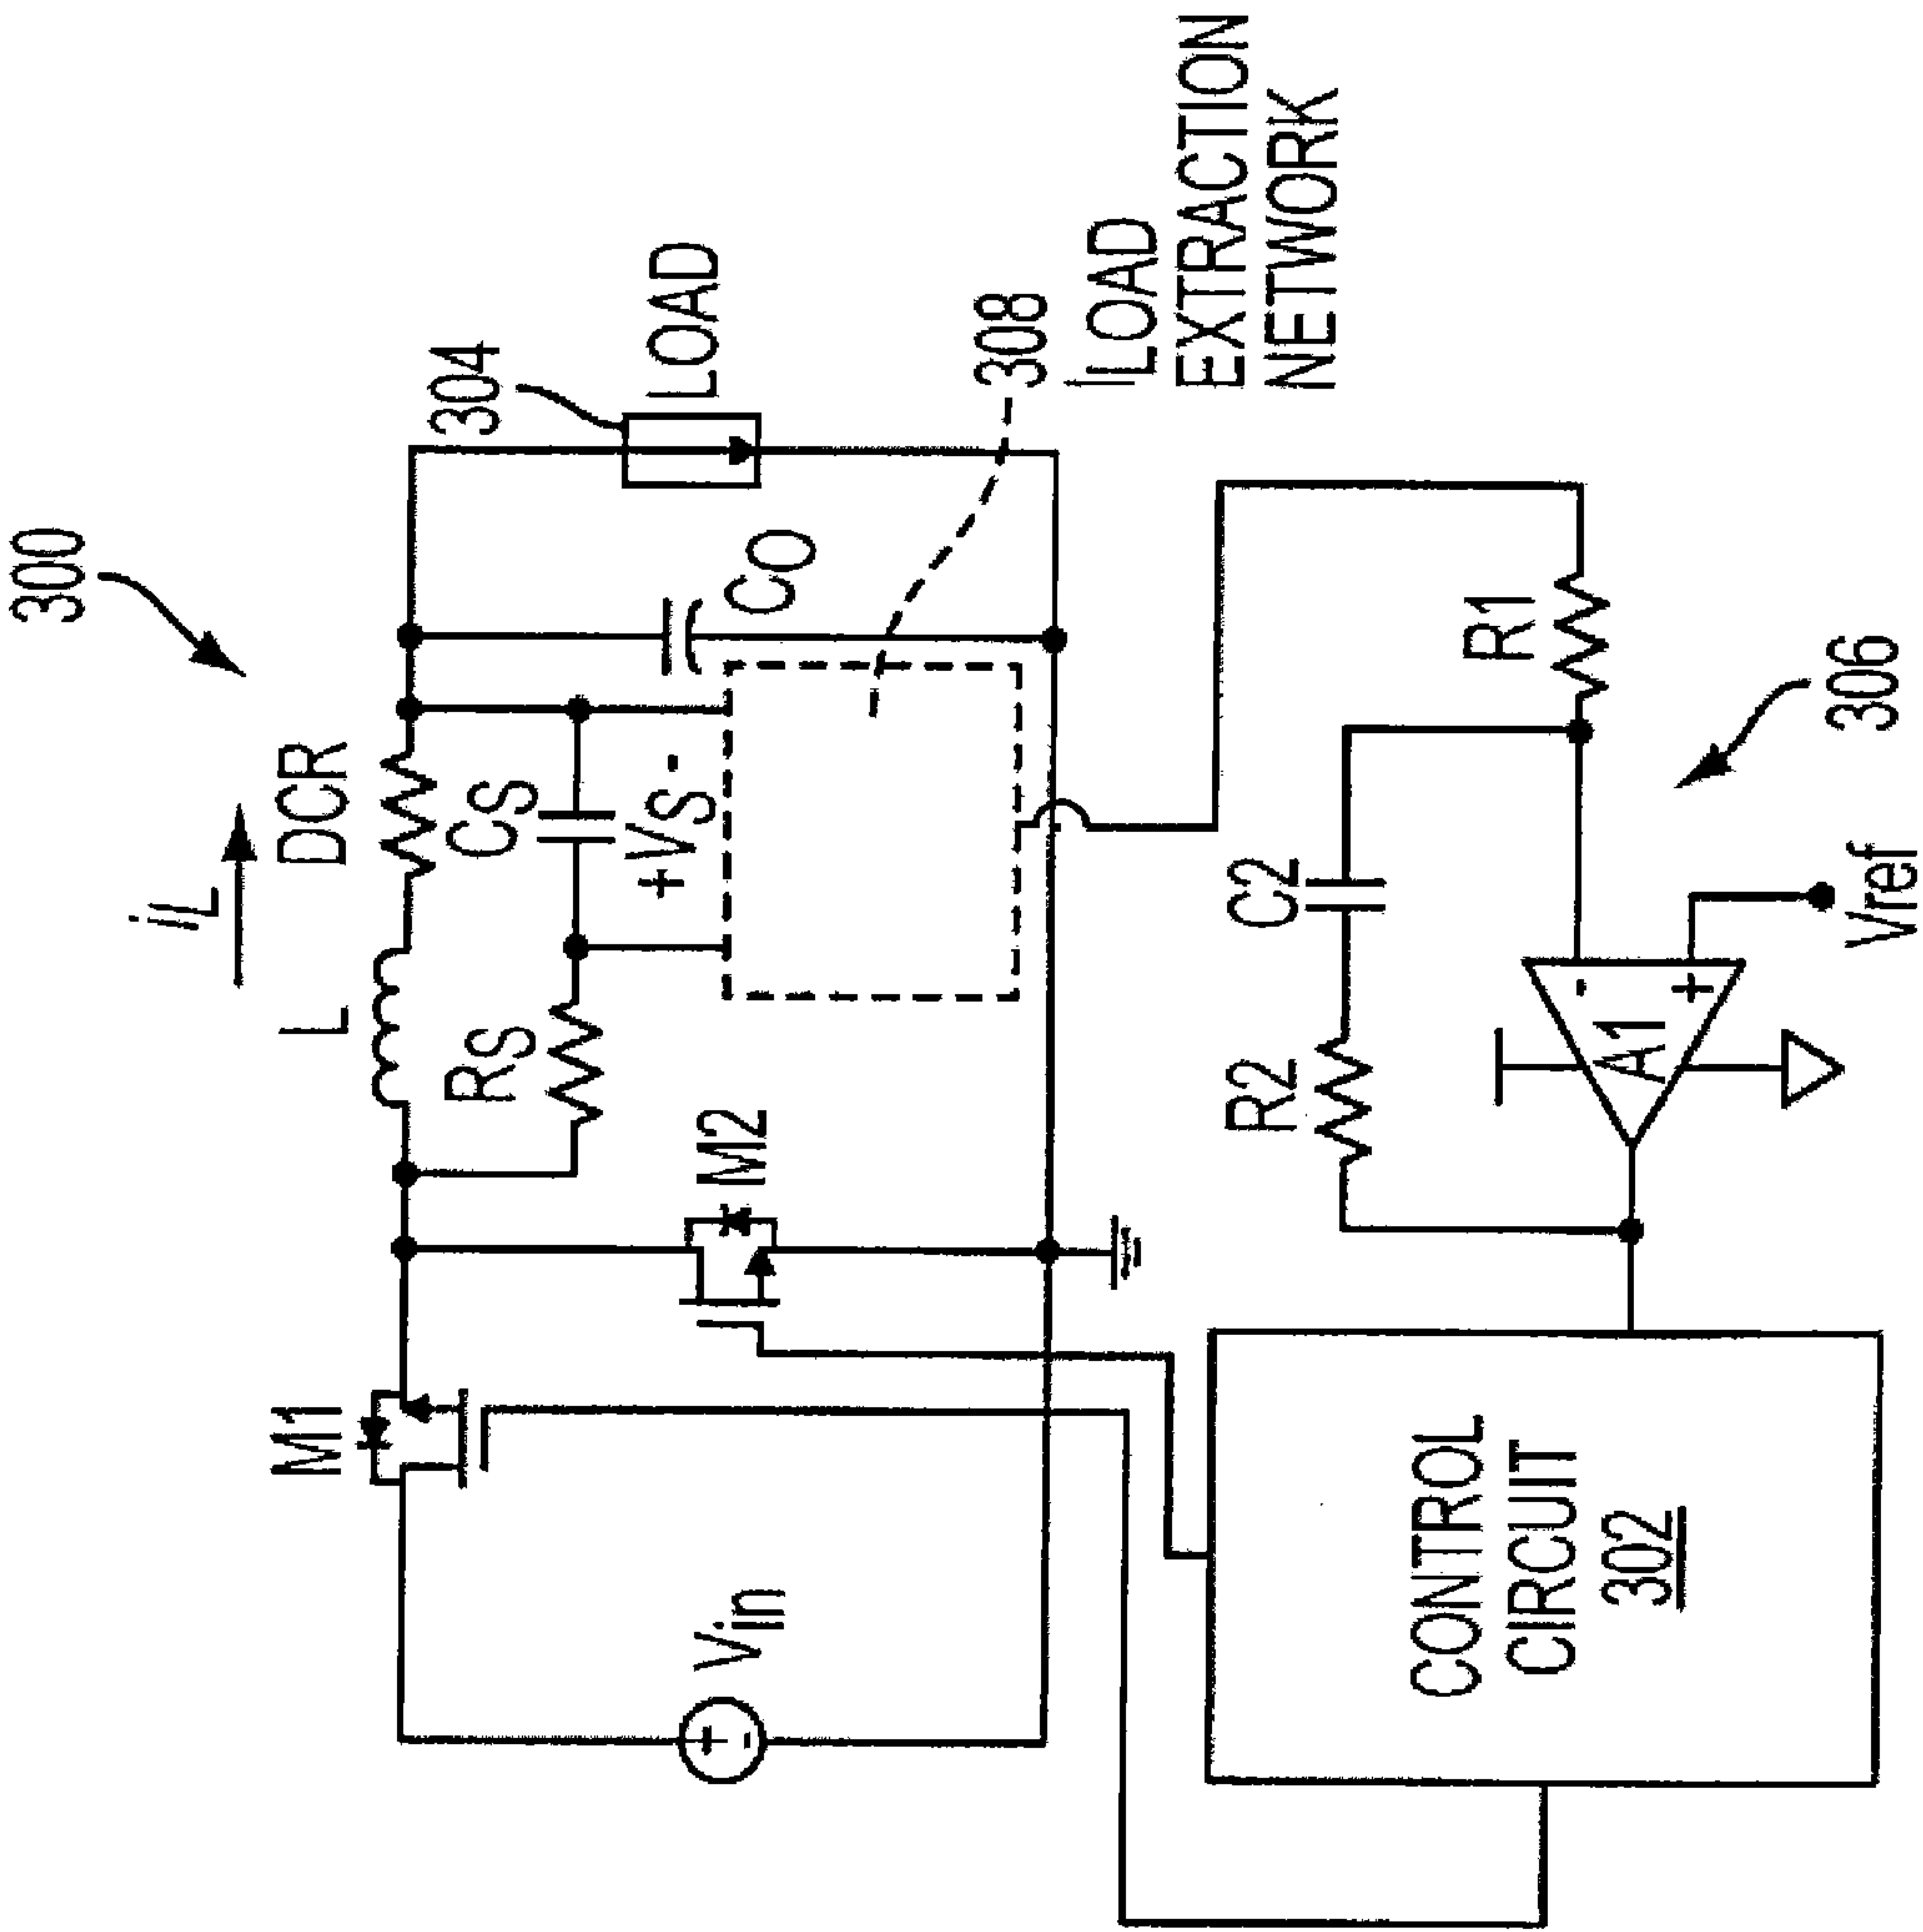 300
iL
L
DCR
304
LOAD
RS
CS
+VS-
CO
M1
M2
Vin
+
-
308
iLOAD
EXTRACTION
NETWORK
R2
C2
R1
A1
-
+
Vref
306
CONTROL
CIRCUIT
302